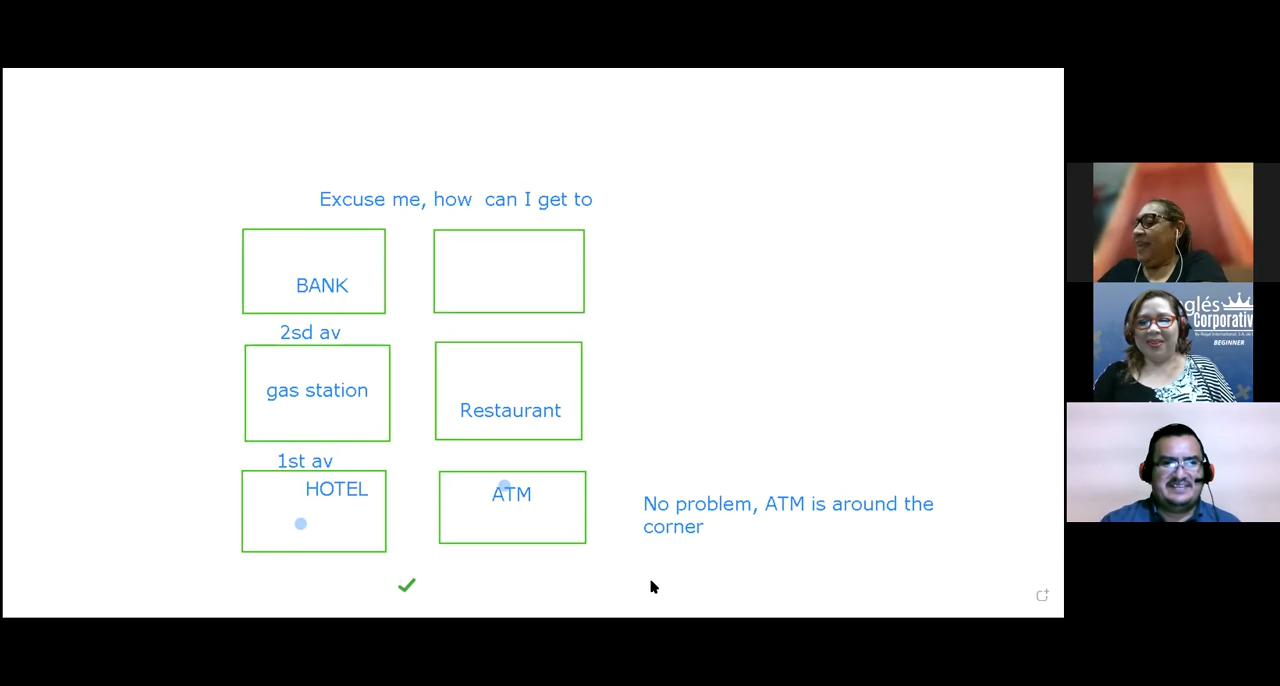 Excuse me, how can I get to
BANK
2sd av
gas station
Restaurant
1st av
HOTEL
ATM
No problem, ATM is around the
corner
glés
Corporativ
BEGINNER